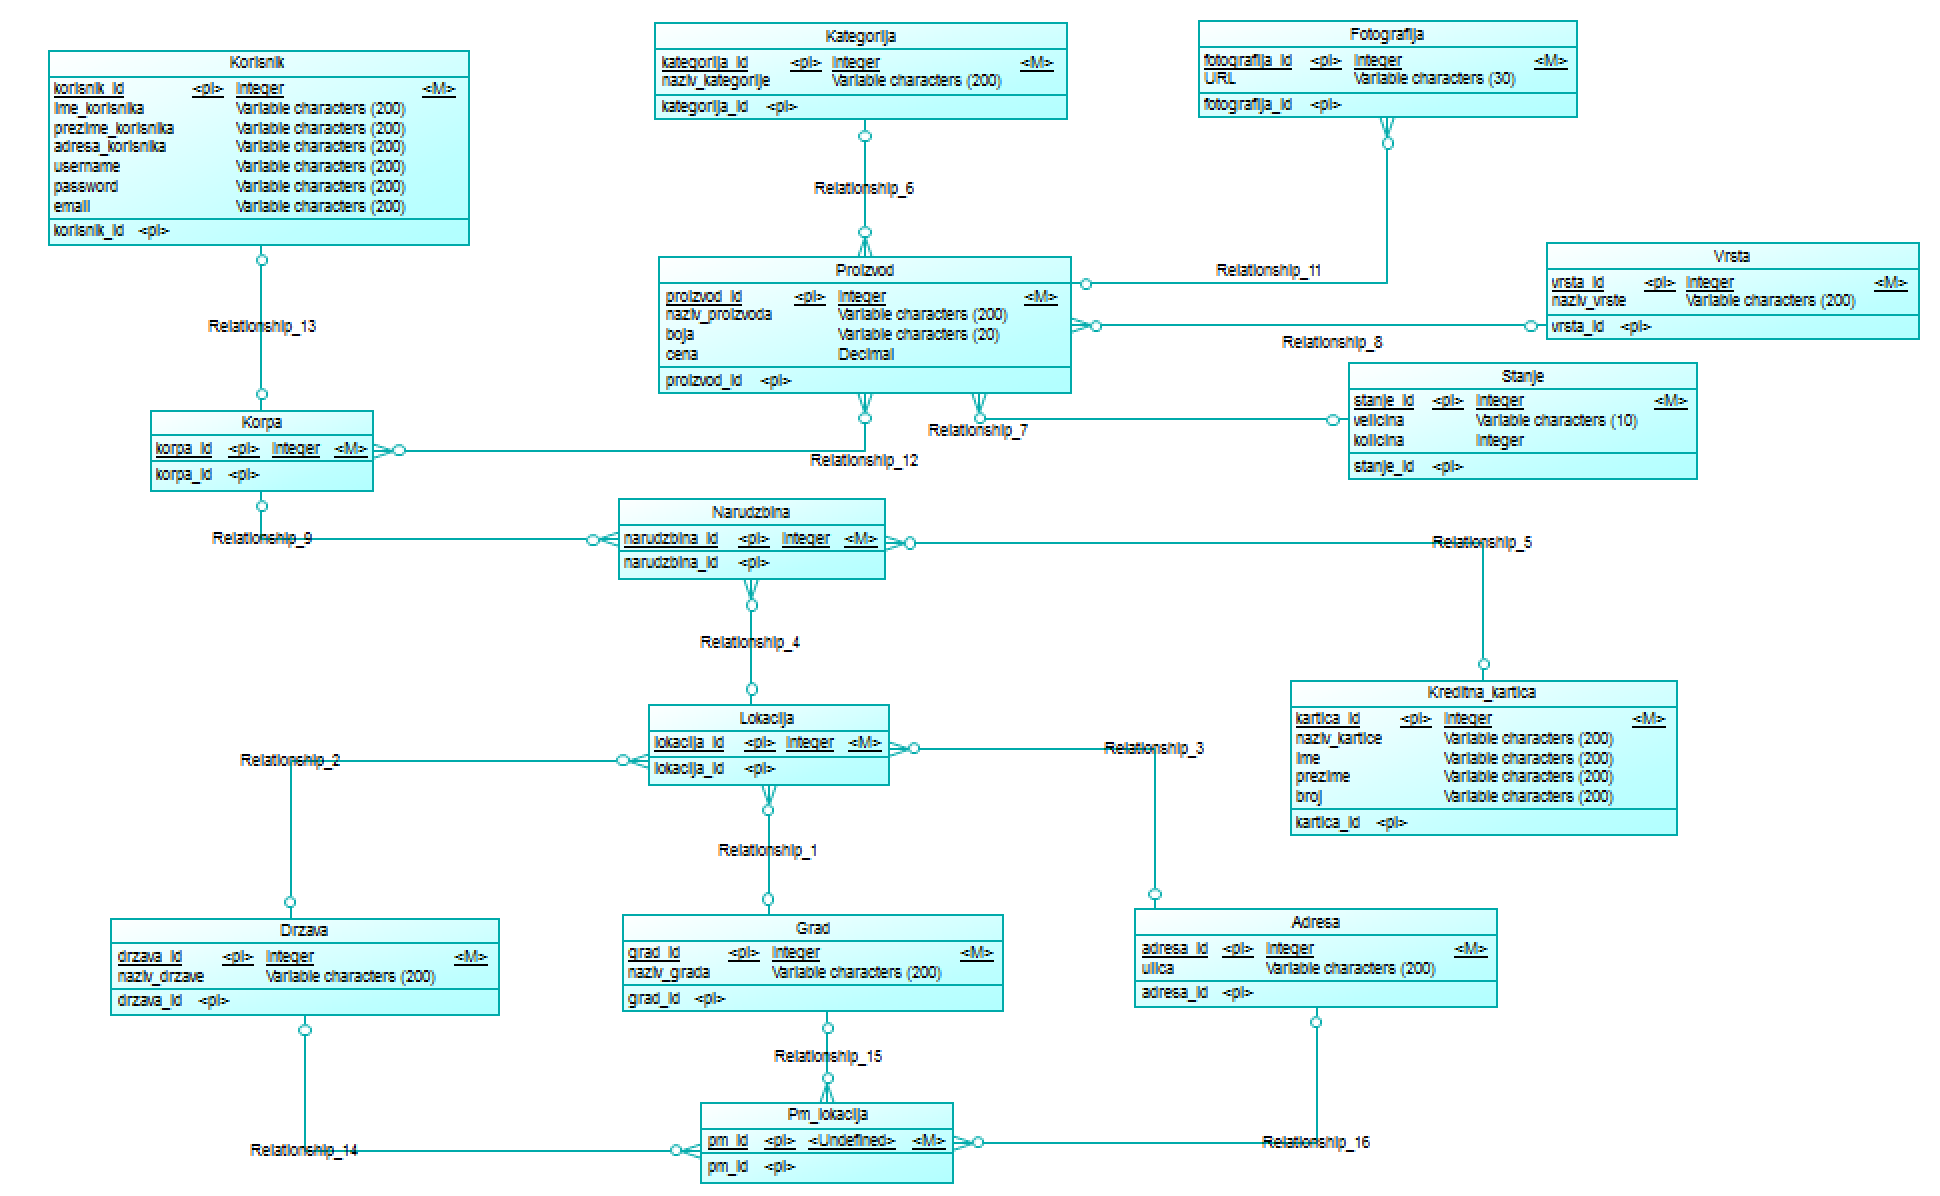 Korisnik
korisnik_id <pi> Integer <M>
ime_korisnika Variable characters (200)
prezime_korisnika Variable characters (200)
adresa_korisnika Variable characters (200)
username Variable characters (200)
password Variable characters (200)
email Variable characters (200)
korisnik_id <pi>
Kategorija
kategorija_id <pi> Integer <M>
naziv_kategorije Variable characters (200)
kategorija_id <pi>
Fotografija
fotografija_id <pi> Integer <M>
URL Variable characters (30)
fotografija_id <pi>
Relationship_6
Relationship_11
Relationship_13
Proizvod
proizvod_id <pi> Integer <M>
naziv_proizvoda Variable characters (200)
boja Variable characters (20)
cena Decimal
proizvod_id <pi>
Vrsta
vrsta_id <pi> Integer <M>
naziv_vrste Variable characters (200)
vrsta_id <pi>
Relationship_8
Stanje
stanje_id <pi> Integer <M>
velicina Variable characters (10)
kolicina Integer
stanje_id <pi>
Relationship_7
Korpa
korpa_id <pi> Integer <M>
korpa_id <pi>
Relationship_12
Relationship_9
Narudzbina
narudzbina_id <pi> Integer <M>
narudzbina_id <pi>
Relationship_5
Relationship_4
Kreditna_kartica
kartica_id <pi> Integer <M>
naziv_kartice Variable characters (200)
ime Variable characters (200)
prezime Variable characters (200)
broj Variable characters (200)
kartica_id <pi>
Lokacija
lokacija_id <pi> Integer <M>
lokacija_id <pi>
Relationship_2
Relationship_3
Relationship_1
Drzava
drzava_id <pi> Integer <M>
naziv_drzave Variable characters (200)
drzava_id <pi>
Grad
grad_id <pi> Integer <M>
naziv_grada Variable characters (200)
grad_id <pi>
Adresa
adresa_id <pi> Integer <M>
ulica Variable characters (200)
adresa_id <pi>
Relationship_15
Relationship_14
Pm_lokacija
pm_id <pi> <Undefined> <M>
pm_id <pi>
Relationship_16